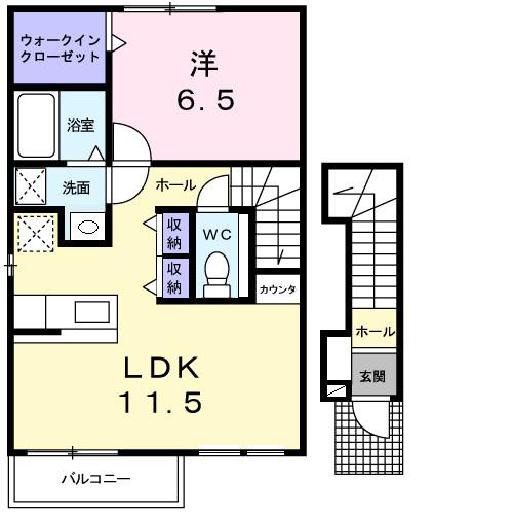 ウォークイン
クローゼット
洋
6.5
浴室
洗面
ホール
収納
WC
収納
カウンタ
LDK
11.5
バルコニー
ホール
玄関